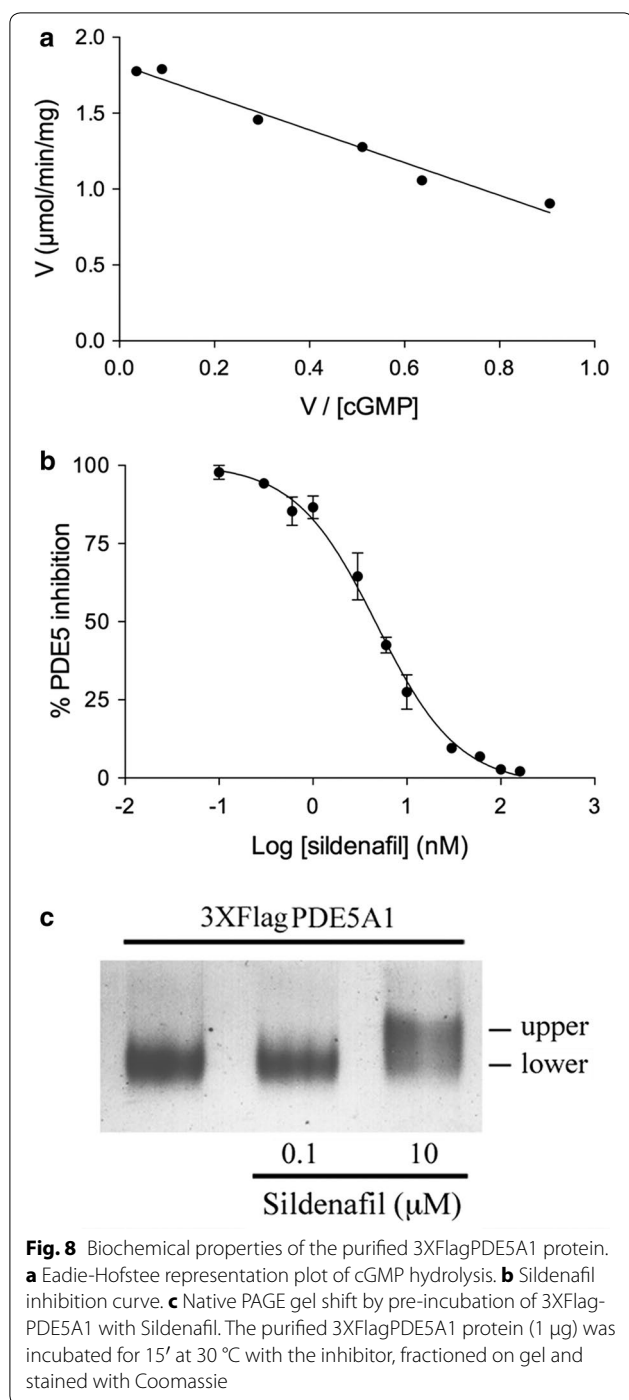 a
2.0
1.5
1.0
0.5
0.0
V (µmol/min/mg)
0.0 0.2 0.4 0.6 0.8 1.0
V / [cGMP]
b
100
75
50
25
0
% PDE5 inhibition
-2 -1 0 1 2 3
Log [sildenafil] (nM)
c
3XFlagPDE5A1
upper
lower
0.1 10
Sildenafil (µM)
Fig. 8 Biochemical properties of the purified 3XFlagPDE5A1 protein.
a Eadie-Hofstee representation plot of cGMP hydrolysis. b Sildenafil
inhibition curve. c Native PAGE gel shift by pre-incubation of 3XFlag-
PDE5A1 with Sildenafil. The purified 3XFlagPDE5A1 protein (1 µg) was
incubated for 15′ at 30 °C with the inhibitor, fractioned on gel and
stained with Coomassie